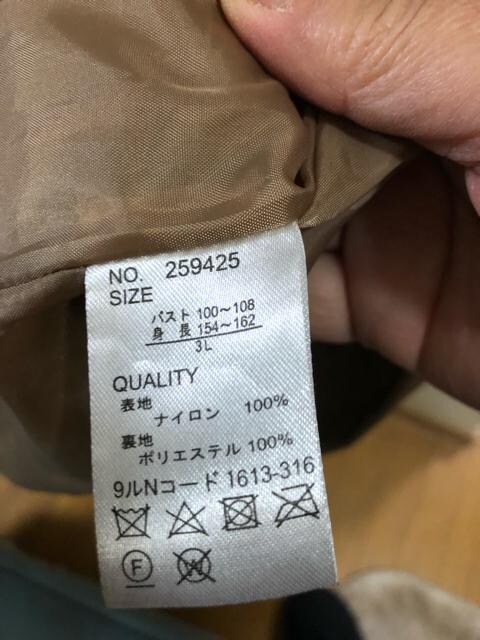 NO. 259425
SIZE
バスト 100～108
身 長 154～162
3L
QUALITY
表地
ナイロン 100%
裏地
ポリエステル 100%
9ルNコード 1613-316
F
W